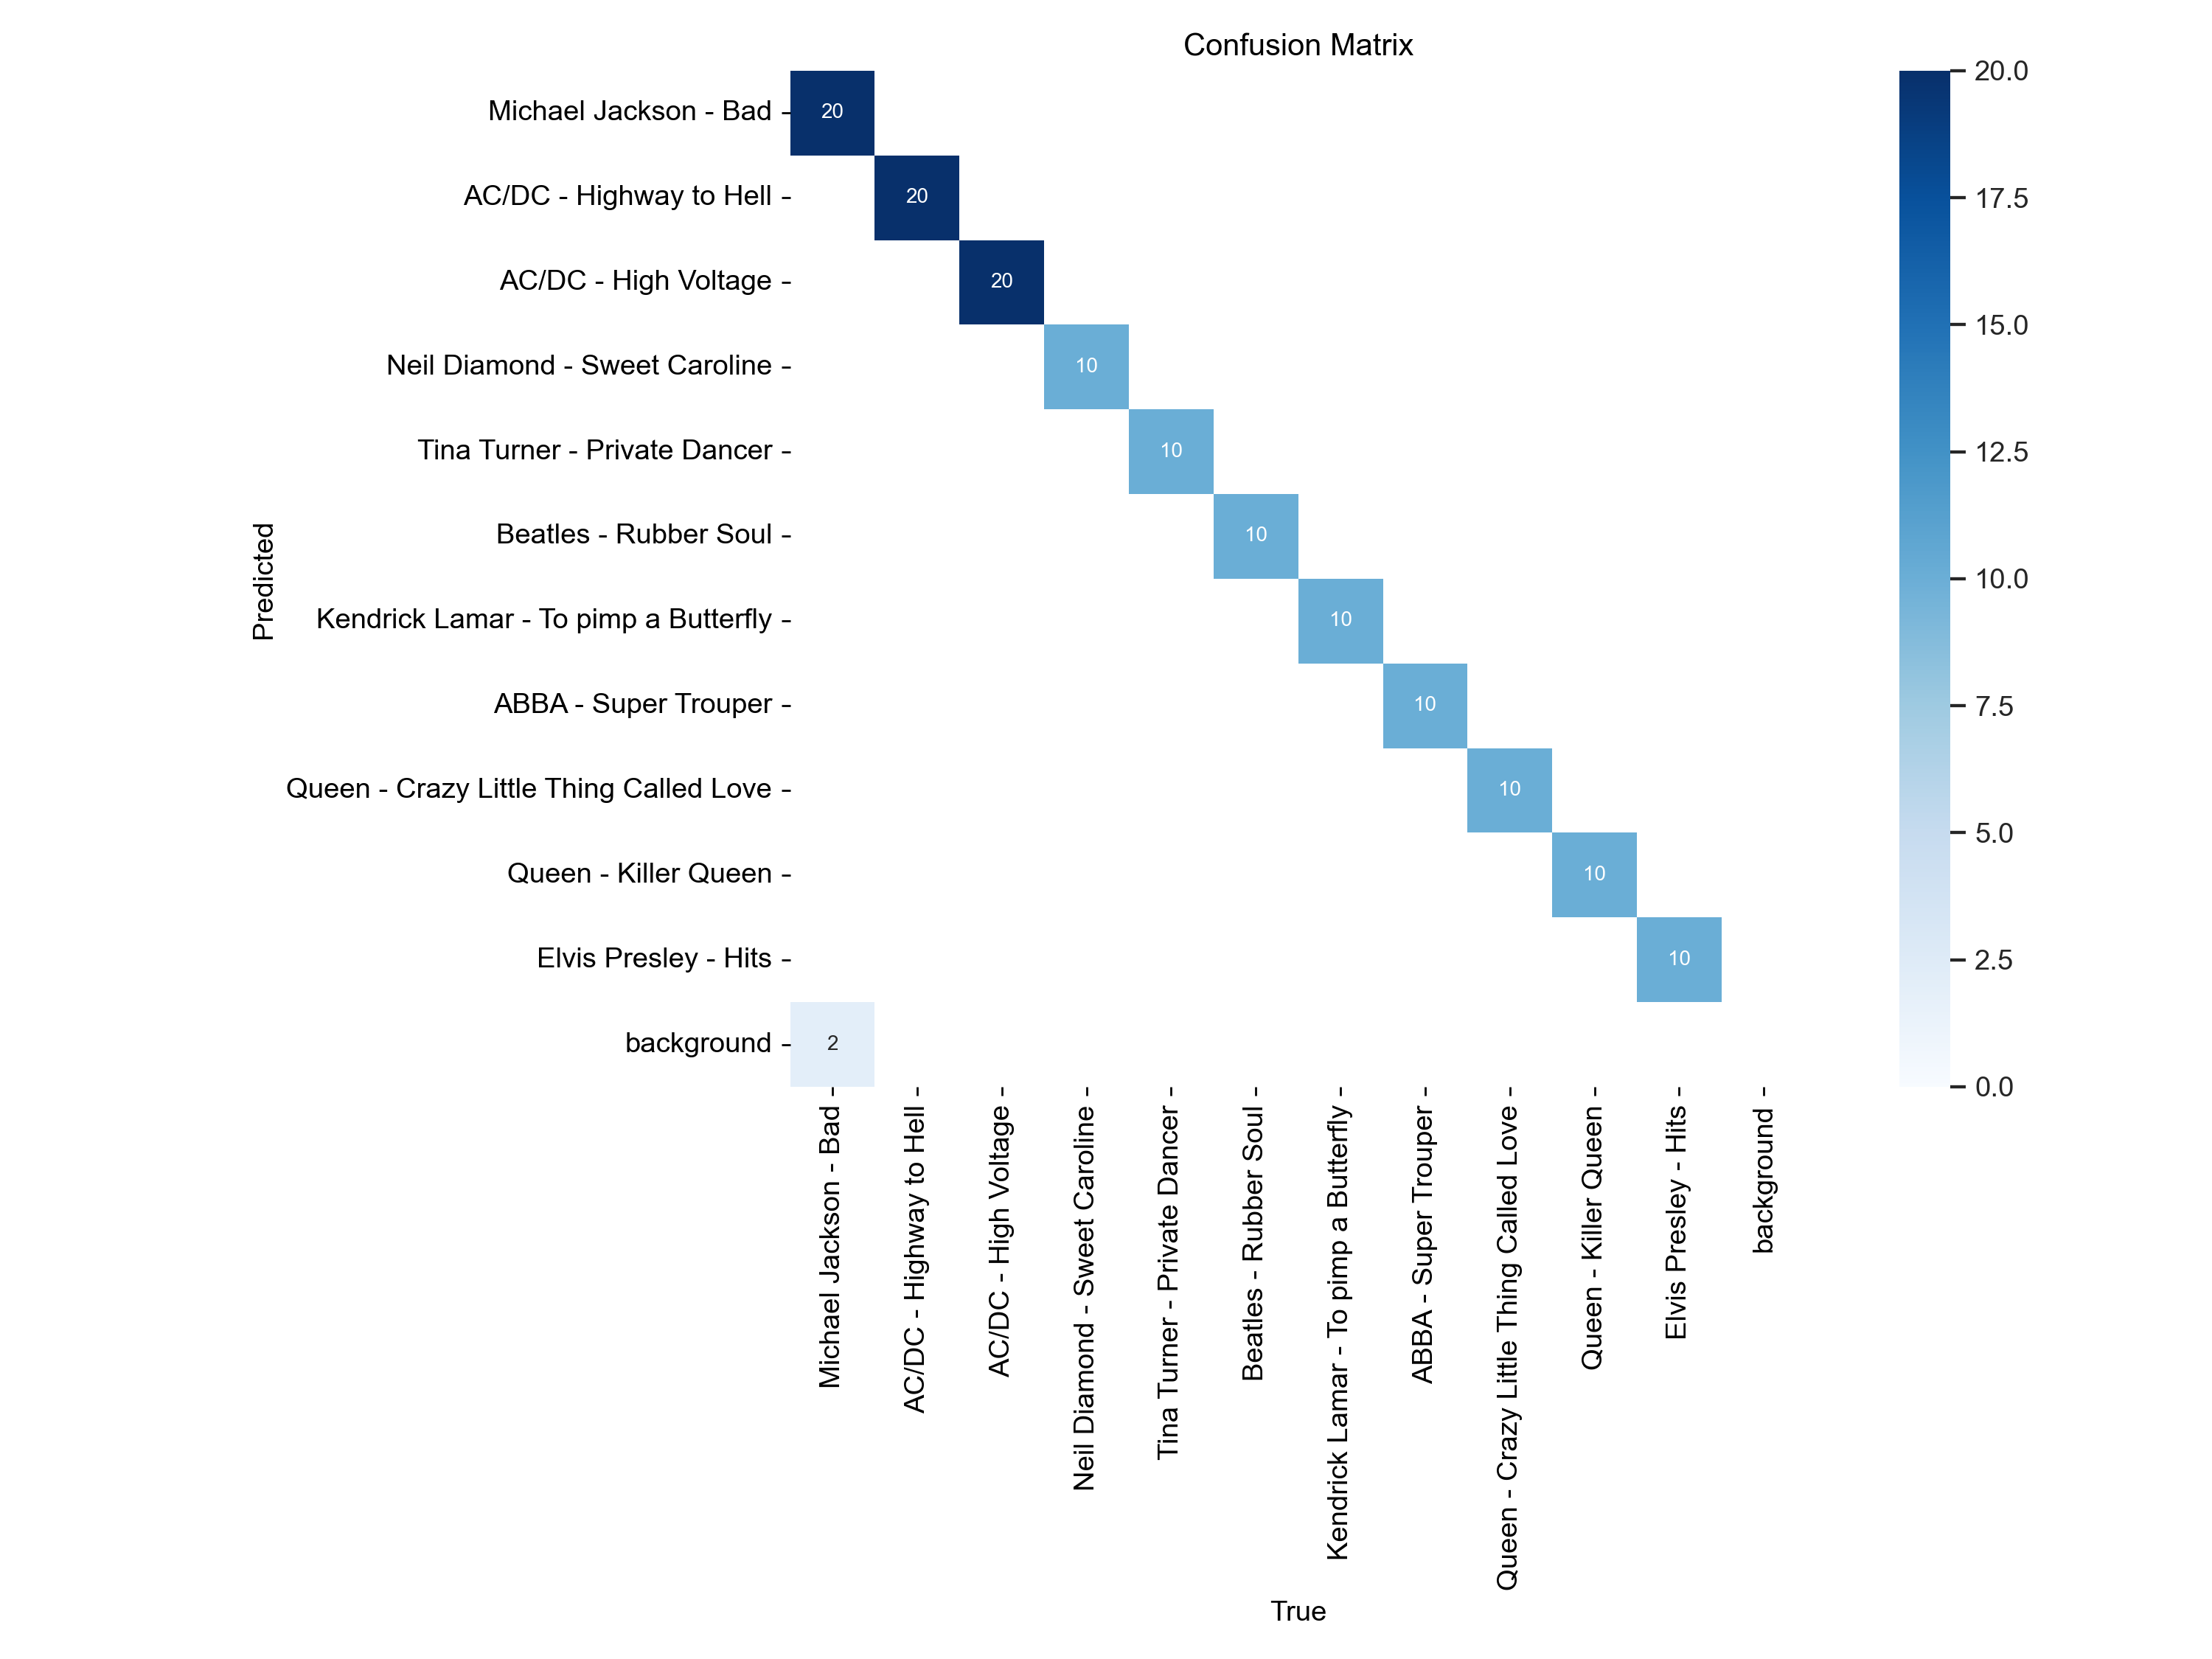 Confusion Matrix
Predicted
Michael Jackson - Bad
20
AC/DC - Highway to Hell
20
AC/DC - High Voltage
20
Neil Diamond - Sweet Caroline
10
Tina Turner - Private Dancer
10
Beatles - Rubber Soul
10
Kendrick Lamar - To pimp a Butterfly
10
ABBA - Super Trouper
10
Queen - Crazy Little Thing Called Love
10
Queen - Killer Queen
10
Elvis Presley - Hits
10
background
2
Michael Jackson - Bad
AC/DC - Highway to Hell
AC/DC - High Voltage
Neil Diamond - Sweet Caroline
Tina Turner - Private Dancer
Beatles - Rubber Soul
Kendrick Lamar - To pimp a Butterfly
ABBA - Super Trouper
Queen - Crazy Little Thing Called Love
Queen - Killer Queen
Elvis Presley - Hits
background
True
20.0
17.5
15.0
12.5
10.0
7.5
5.0
2.5
0.0